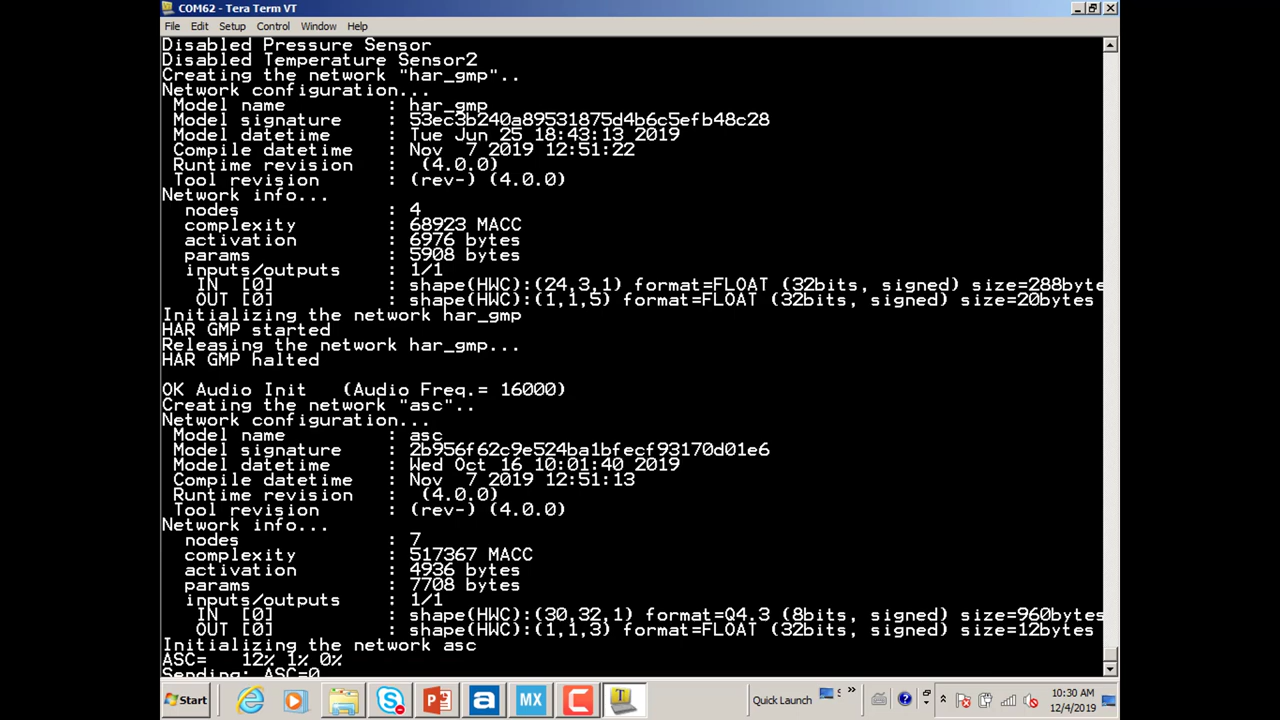 COM62 - Tera Term VT
File Edit Setup Control Window Help
Disabled Pressure Sensor
Disabled Temperature Sensor2
Creating the network "har_gmp"..
Network configuration...
Model name : har_gmp
Model signature : 53ec3b240a89531875d4b6c5efb48c28
Model datetime : Tue Jun 25 18:43:13 2019
Compile datetime : Nov 7 2019 12:51:22
Runtime revision : (4.0.0)
Tool revision : (rev-) (4.0.0)
Network info...
nodes : 4
complexity : 68923 MACC
activation : 6976 bytes
params : 5908 bytes
inputs/outputs : 1/1
IN [0] : shape(HWC):(24,3,1) format=FLOAT (32bits, signed) size=288byte
OUT [0] : shape(HWC):(1,1,5) format=FLOAT (32bits, signed) size=20bytes
Initializing the network har_gmp
HAR GMP started
Releasing the network har_gmp...
HAR GMP halted
OK Audio Init (Audio Freq.= 16000)
Creating the network "asc"..
Network configuration...
Model name : asc
Model signature : 2b956f62c9e524ba1bfecf93170d01e6
Model datetime : Wed Oct 16 10:01:40 2019
Compile datetime : Nov 7 2019 12:51:13
Runtime revision : (4.0.0)
Tool revision : (rev-) (4.0.0)
Network info...
nodes : 7
complexity : 517367 MACC
activation : 4936 bytes
params : 7708 bytes
inputs/outputs : 1/1
IN [0] : shape(HWC):(30,32,1) format=Q4.3 (8bits, signed) size=960bytes
OUT [0] : shape(HWC):(1,1,3) format=FLOAT (32bits, signed) size=12bytes
Initializing the network asc
ASC= 12% 1% 0%
Sending: ASC=0
Start
MX
Quick Launch
10:30 AM
12/4/2019